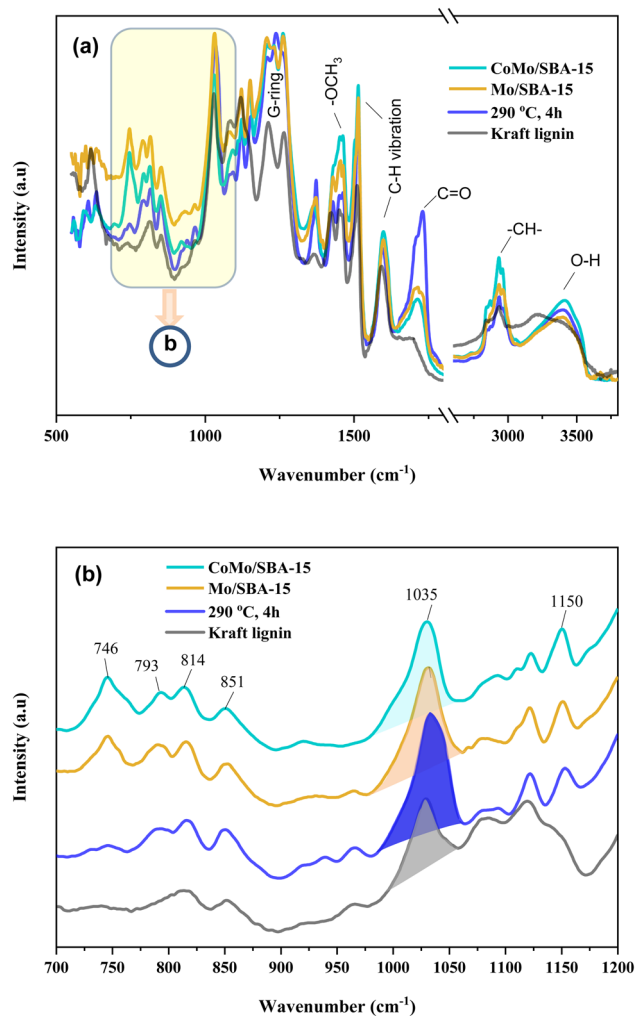 (a)
CoMo/SBA-15
Mo/SBA-15
290 °C, 4h
Kraft lignin
G-ring
-OCH₃
C-H vibration
C=O
-CH-
O-H
b
Intensity (a.u)
500 1000 1500 3000 3500
Wavenumber (cm⁻¹)
(b)
CoMo/SBA-15
Mo/SBA-15
290 °C, 4h
Kraft lignin
746
793
814
851
1035
1150
Intensity (a.u)
700 750 800 850 900 950 1000 1050 1100 1150 1200
Wavenumber (cm⁻¹)